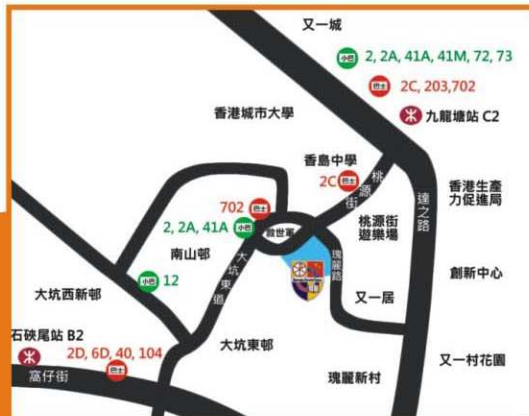 又一城
小巴 2, 2A, 41A, 41M, 72, 73
巴士 2C, 203,702
九龍塘站 C2
香港城市大學
香島中學
2C 巴士
桃源街
達之路
香港生產
力促進局
702 巴士
2, 2A, 41A 小巴
救世軍
桃源街
遊樂場
瑰麗路
南山邨
大坑東道
創新中心
小巴 12
大坑西新邨
又一居
石硤尾站 B2
2D, 6D, 40, 104
巴士
大坑東邨
又一村花園
窩仔街
瑰麗新村